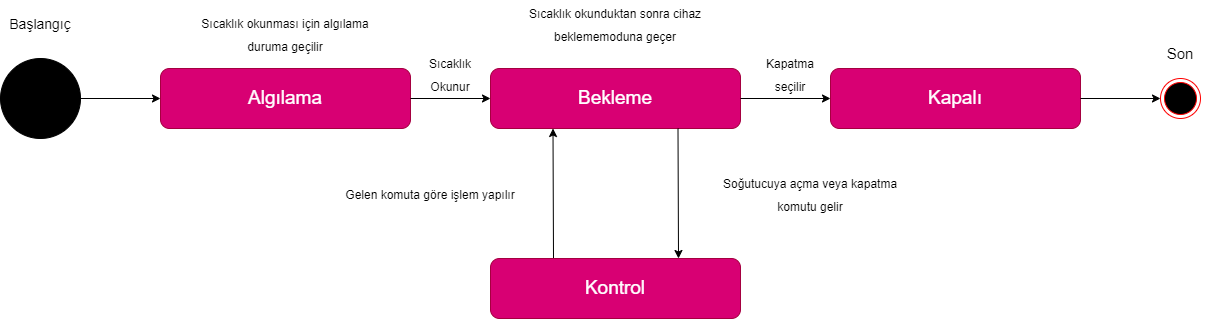 Başlangıç
Sıcaklık okunması için algılama
duruma geçilir
Algılama
Sıcaklık
Okunur
Sıcaklık okunduktan sonra cihaz
beklememoduna geçer
Bekleme
Kapatma
seçilir
Kapalı
Son
Gelen komuta göre işlem yapılır
Soğutucuya açma veya kapatma
komutu gelir
Kontrol